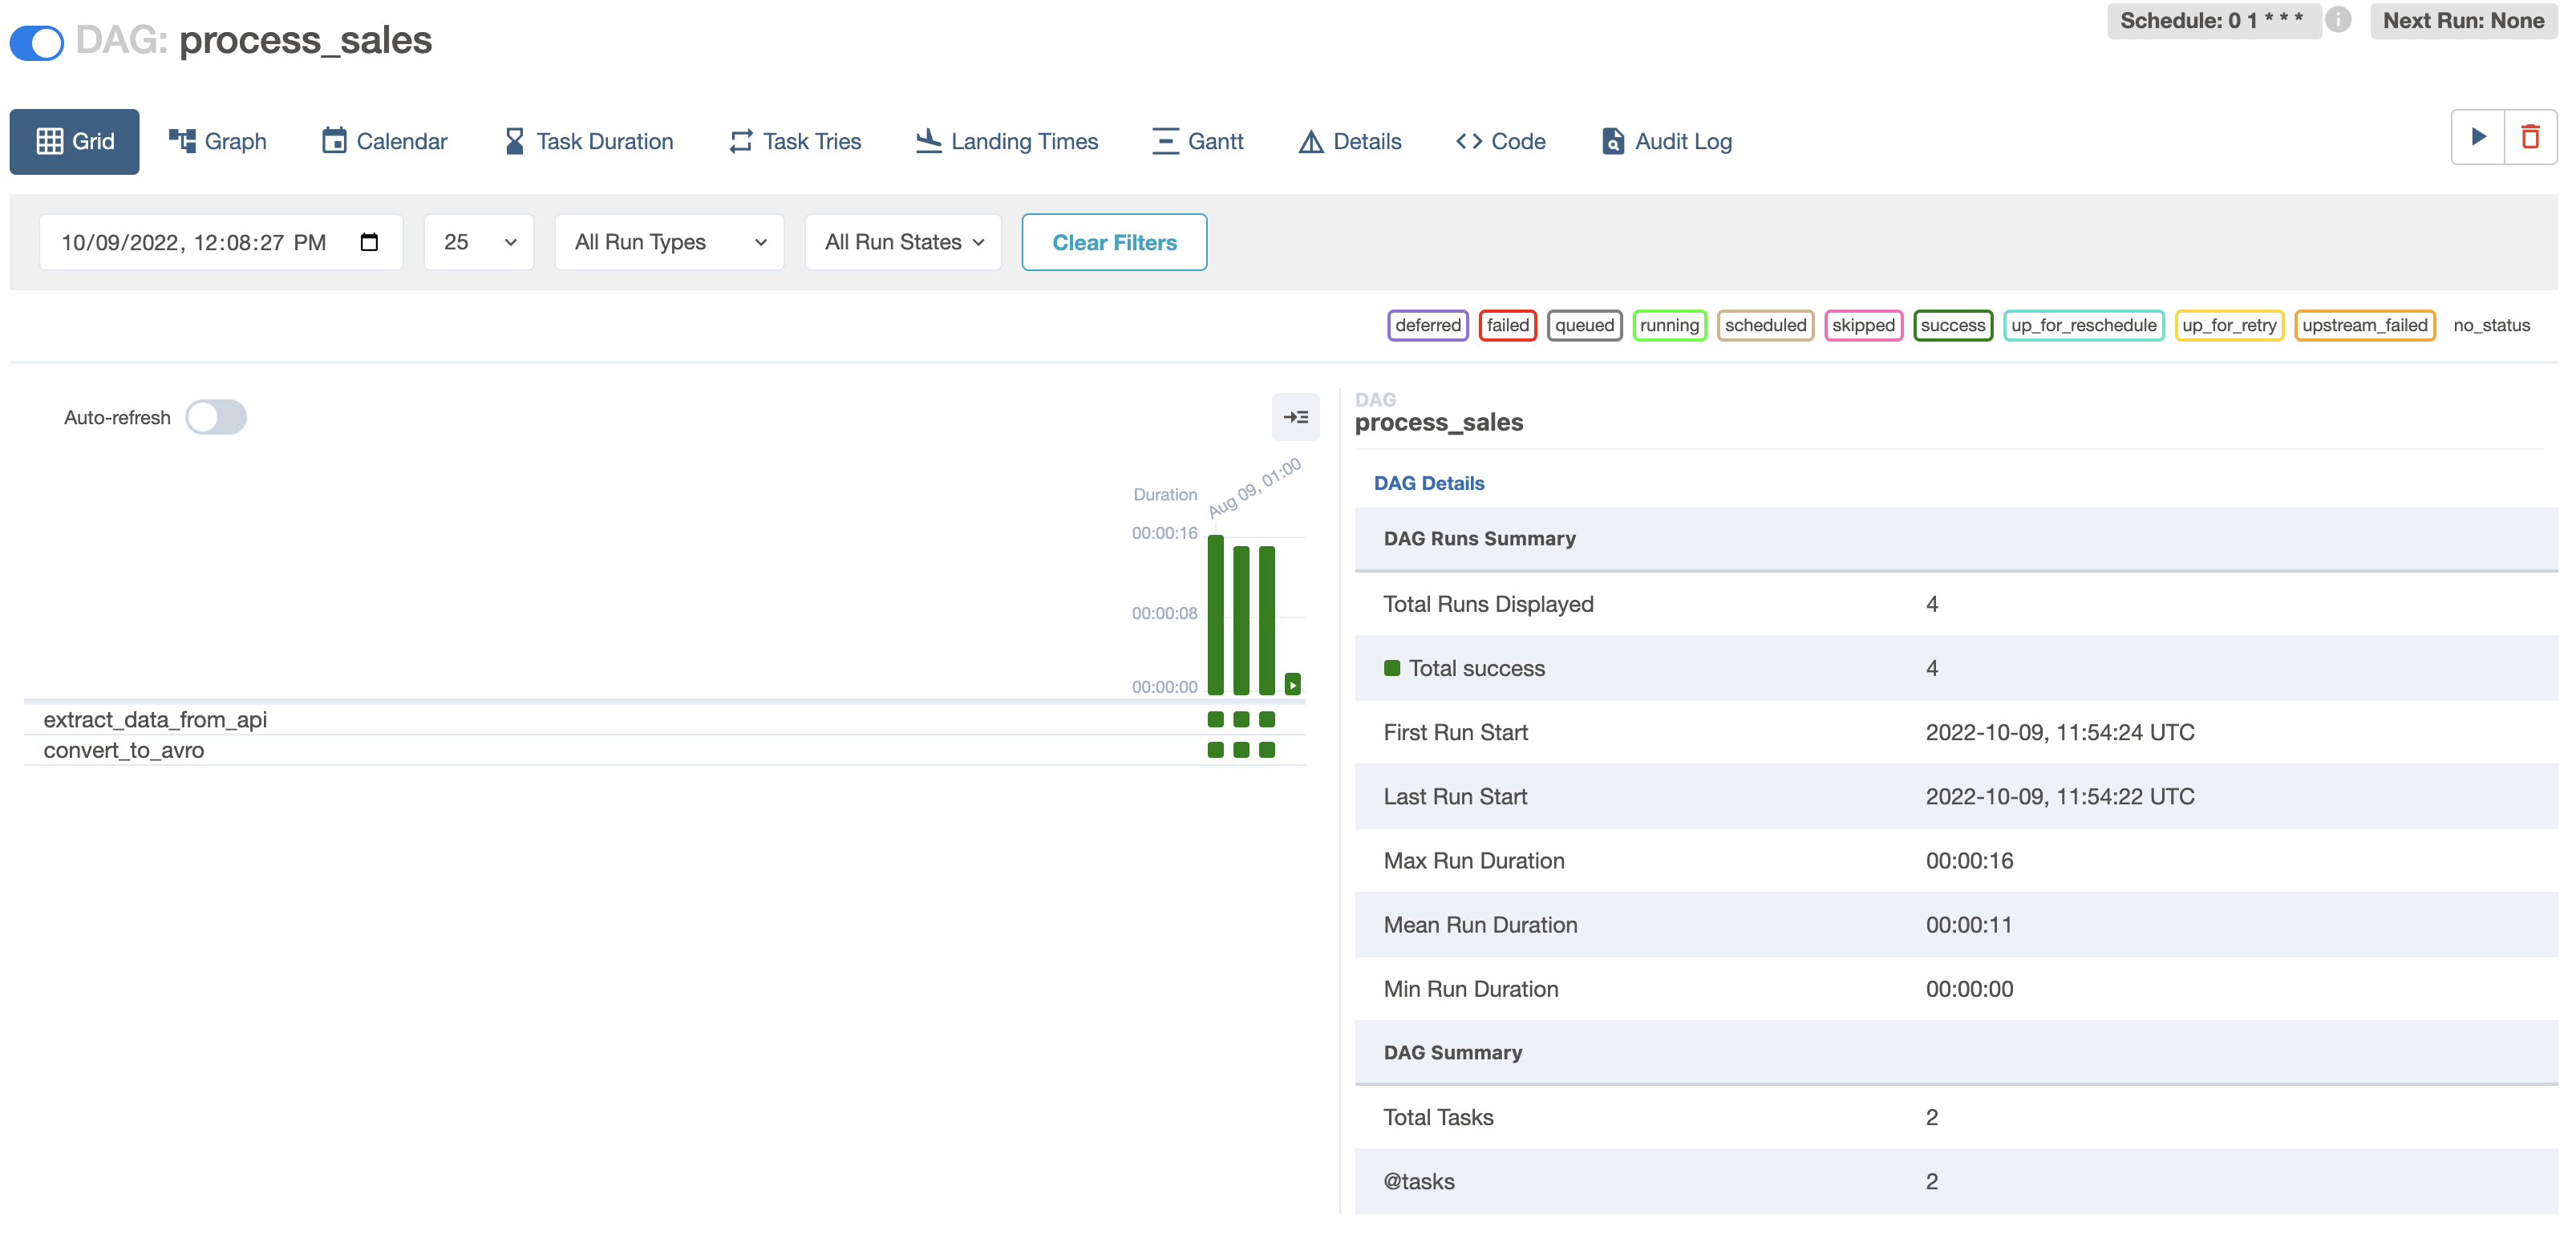 DAG: process_sales
Schedule: 0 1 * * *
Next Run: None
Grid
Graph
Calendar
Task Duration
Task Tries
Landing Times
Gantt
Details
Code
Audit Log
10/09/2022, 12:08:27 PM
25
All Run Types
All Run States
Clear Filters
deferred
failed
queued
running
scheduled
skipped
success
up_for_reschedule
up_for_retry
upstream_failed
no_status
Auto-refresh
Duration
Aug 09, 01:00
00:00:16
00:00:08
00:00:00
extract_data_from_api
convert_to_avro
DAG
process_sales
DAG Details
DAG Runs Summary
Total Runs Displayed 4
Total success 4
First Run Start 2022-10-09, 11:54:24 UTC
Last Run Start 2022-10-09, 11:54:22 UTC
Max Run Duration 00:00:16
Mean Run Duration 00:00:11
Min Run Duration 00:00:00
DAG Summary
Total Tasks 2
@tasks 2